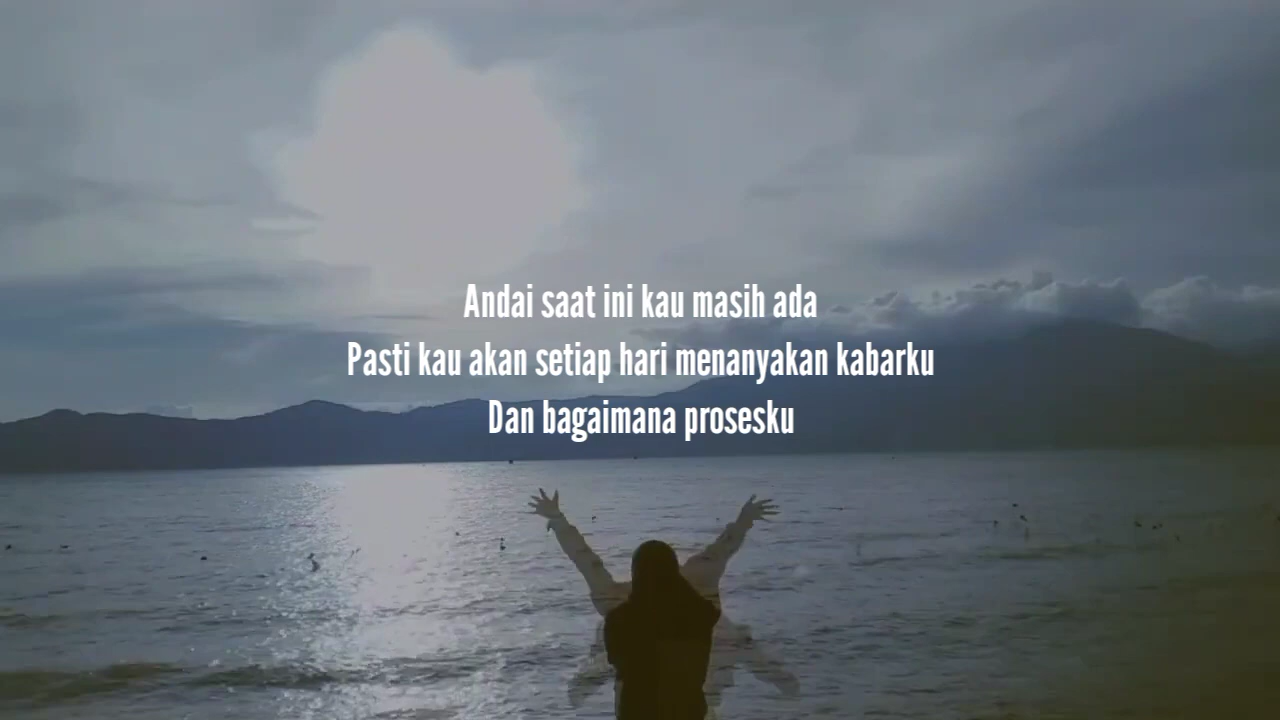 Andai saat ini kau masih ada
Pasti kau akan setiap hari menanyakan kabarku
Dan bagaimana prosesku